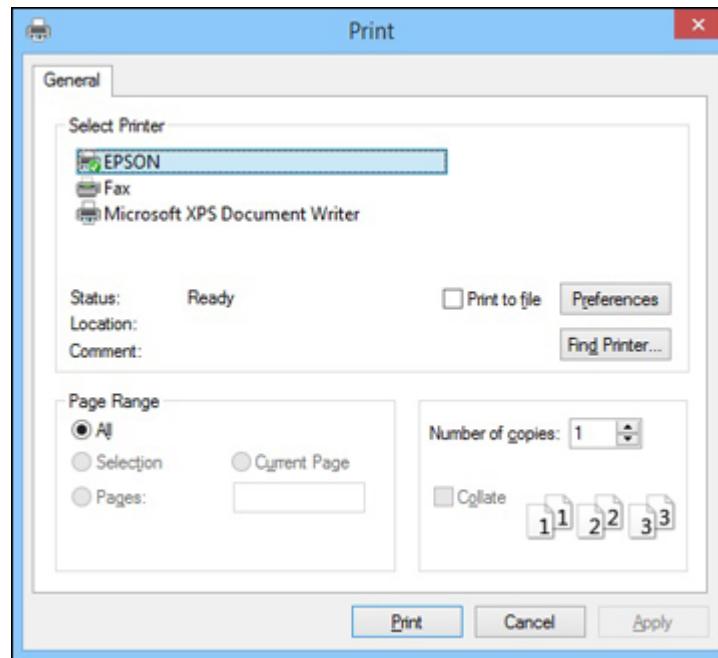 Print
General
Select Printer
EPSON
Fax
Microsoft XPS Document Writer
Status: Ready
Print to file
Preferences
Location:
Comment:
Find Printer...
Page Range
All
Selection
Current Page
Pages:
Number of copies: 1
Collate
1 1 2 2 3 3
Print
Cancel
Apply